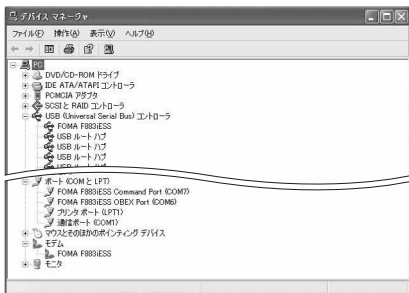 デバイス マネージャ
ファイル(F) 操作(A) 表示(V) ヘルプ(H)
PC
DVD/CD-ROM ドライブ
IDE ATA/ATAPI コントローラ
PCMCIA アダプタ
SCSI と RAID コントローラ
USB (Universal Serial Bus) コントローラ
FOMA F883iESS
USB ルート ハブ
USB ルート ハブ
USB ルート ハブ
USB ルート ハブ
ポート (COM と LPT)
FOMA F883iESS Command Port (COM7)
FOMA F883iESS OBEX Port (COM6)
プリンタ ポート (LPT1)
通信ポート (COM1)
マウスとそのほかのポインティング デバイス
モデム
FOMA F883iESS
モニタ